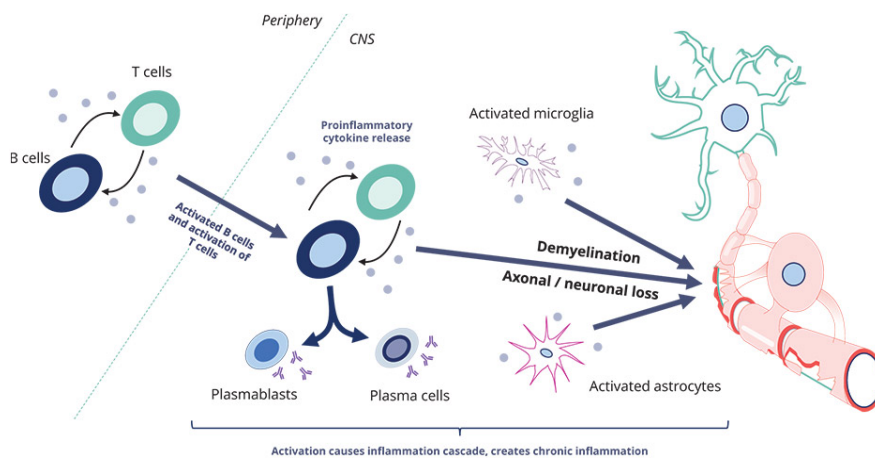 Periphery
CNS
T cells
B cells
Activated B cells
and activation of
T cells
Proinflammatory
cytokine release
Activated microglia
Demyelination
Axonal / neuronal loss
Plasmablasts
Plasma cells
Activated astrocytes
Activation causes inflammation cascade, creates chronic inflammation